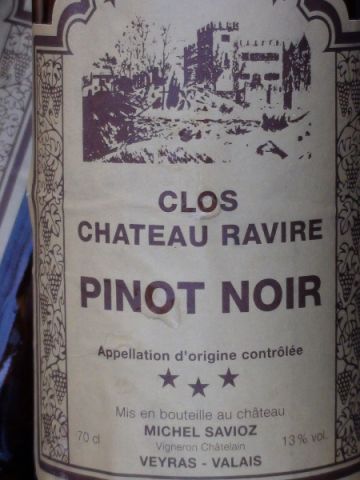 CLOS
CHATEAU RAVIRE
PINOT NOIR
Appellation d'origine contrôlée
Mis en bouteille au château
70 cl MICHEL SAVIOZ 13% vol.
Vigneron Châtelain
VEYRAS - VALAIS